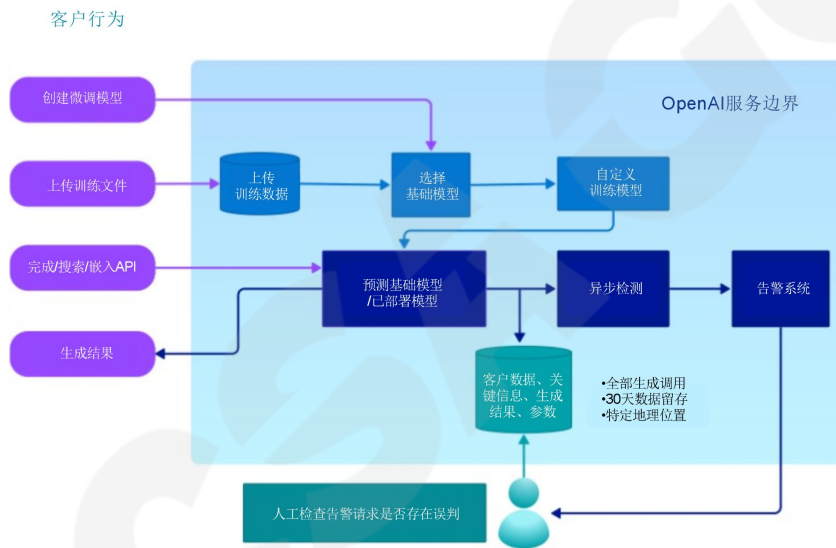 客户行为
OpenAI服务边界
创建微调模型
上传训练文件
上传
训练数据
选择
基础模型
自定义
训练模型
完成/搜索/嵌入API
预测基础模型
/已部署模型
异步检测
告警系统
生成结果
客户数据、关
键信息、生成
结果、参数
•全部生成调用
•30天数据留存
•特定地理位置
人工检查告警请求是否存在误判